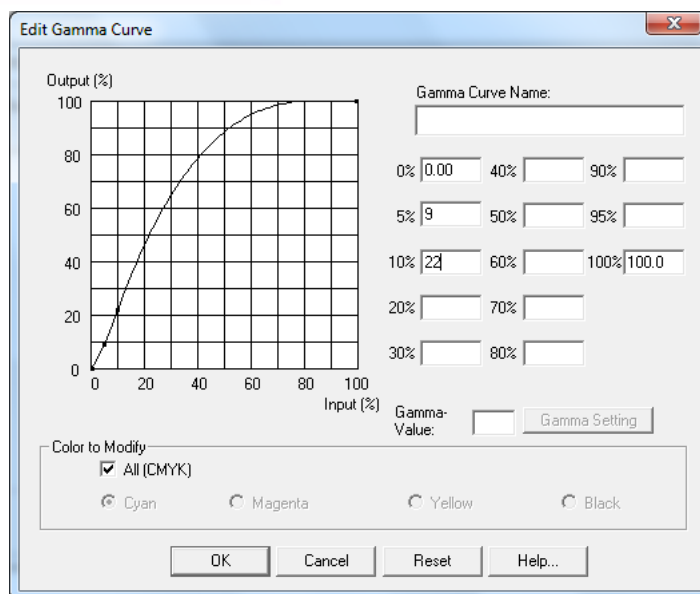 Edit Gamma Curve
Output (%)
100
80
60
40
20
0
0 20 40 60 80 100
Input (%)
Gamma Curve Name:
0% 0.00 40% 90%
5% 9 50% 95%
10% 22 60% 100% 100.0
20% 70%
30% 80%
Gamma-
Value: Gamma Setting
Color to Modify
All (CMYK)
Cyan Magenta Yellow Black
OK Cancel Reset Help...